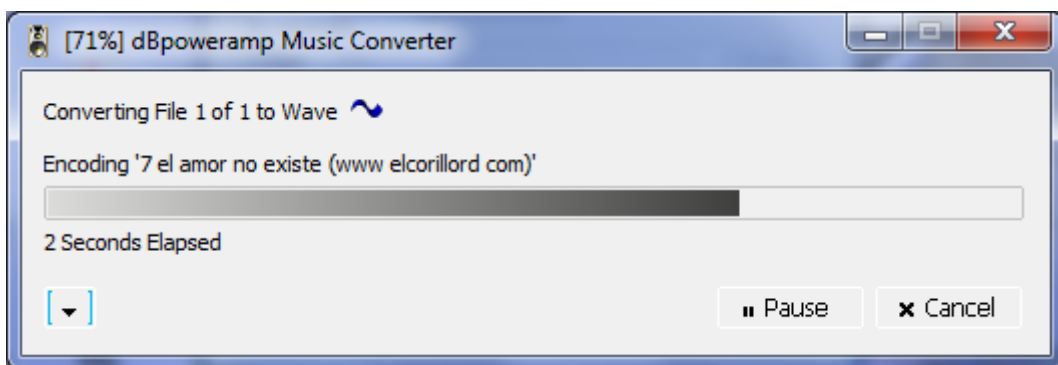 [71%] dBpoweramp Music Converter
Converting File 1 of 1 to Wave
Encoding '7 el amor no existe (www elcorillord com)'
2 Seconds Elapsed
Pause
Cancel